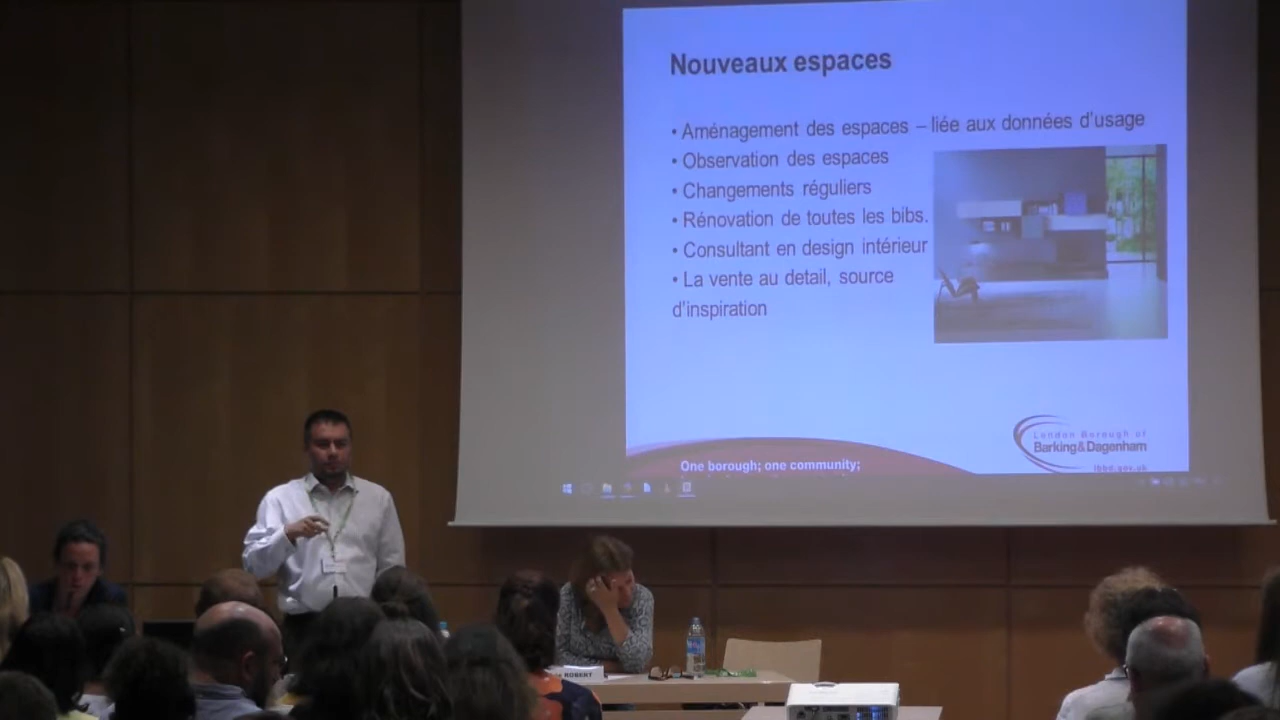 Nouveaux espaces
• Aménagement des espaces – liée aux données d'usage
• Observation des espaces
• Changements réguliers
• Rénovation de toutes les bibs.
• Consultant en design intérieur
• La vente au detail, source
d'inspiration
London Borough of
Barking&Dagenham
lbbd.gov.uk
One borough; one community;
ROBERT